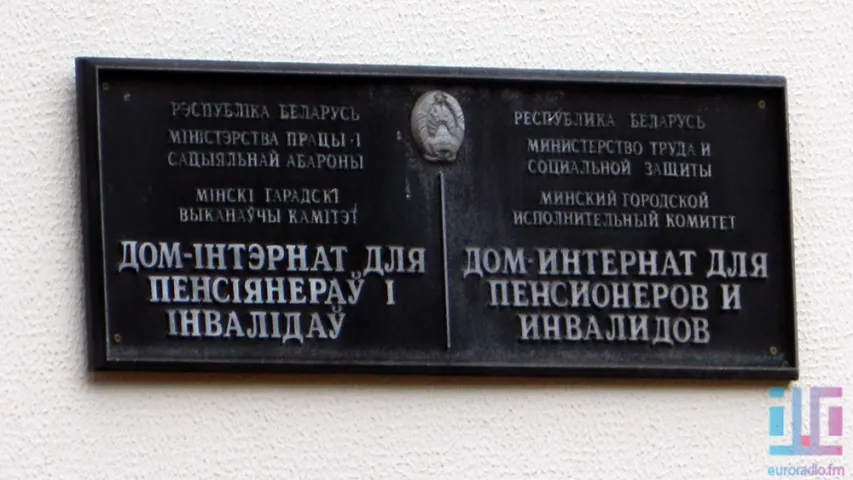 РЭСПУБЛІКА БЕЛАРУСЬ
МІНІСТЭРСТВА ПРАЦЫ І
САЦЫЯЛЬНАЙ АБАРОНЫ
МІНСКІ ГАРАДСКІ
ВЫКАНАЎЧЫ КАМІТЭТ
ДОМ-ІНТЭРНАТ ДЛЯ
ПЕНСІЯНЕРАЎ І
ІНВАЛІДАЎ
РЕСПУБЛИКА БЕЛАРУСЬ
МИНИСТЕРСТВО ТРУДА И
СОЦИАЛЬНОЙ ЗАЩИТЫ
МИНСКИЙ ГОРОДСКОЙ
ИСПОЛНИТЕЛЬНЫЙ КОМИТЕТ
ДОМ-ИНТЕРНАТ ДЛЯ
ПЕНСИОНЕРОВ И
ИНВАЛИДОВ
euroradio.fm